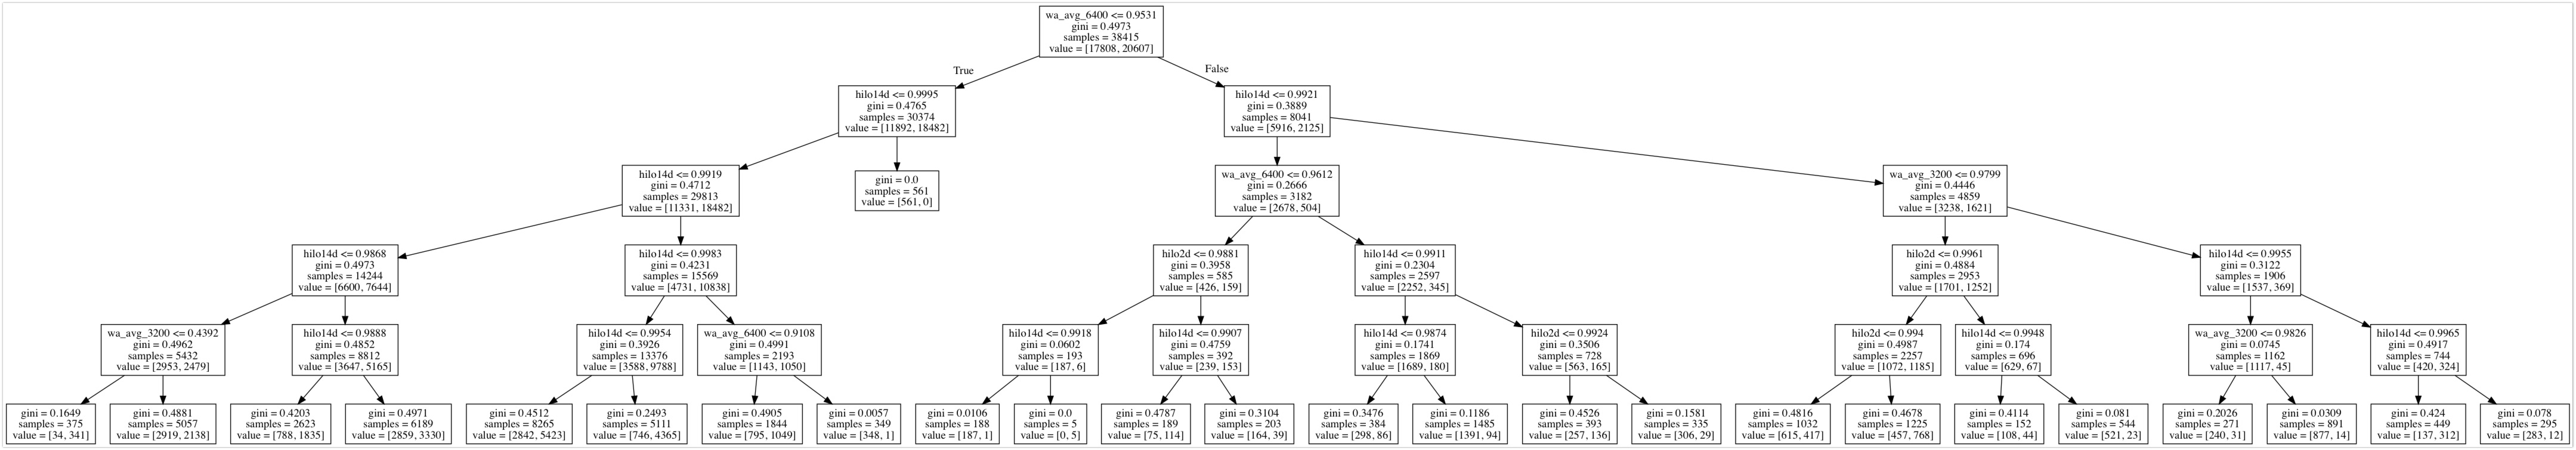 wa_avg_6400 <= 0.9531
gini = 0.4973
samples = 38415
value = [17808, 20607]
True
False
hilo14d <= 0.9995
gini = 0.4765
samples = 30374
value = [11892, 18482]
hilo14d <= 0.9921
gini = 0.3889
samples = 8041
value = [5916, 2125]
hilo14d <= 0.9919
gini = 0.4712
samples = 29813
value = [11331, 18482]
gini = 0.0
samples = 561
value = [561, 0]
wa_avg_6400 <= 0.9612
gini = 0.2666
samples = 3182
value = [2678, 504]
wa_avg_3200 <= 0.9799
gini = 0.4446
samples = 4859
value = [3238, 1621]
hilo14d <= 0.9868
gini = 0.4973
samples = 14244
value = [6600, 7644]
hilo14d <= 0.9983
gini = 0.4231
samples = 15569
value = [4731, 10838]
hilo2d <= 0.9881
gini = 0.3958
samples = 585
value = [426, 159]
hilo14d <= 0.9911
gini = 0.2304
samples = 2597
value = [2252, 345]
hilo2d <= 0.9961
gini = 0.4884
samples = 2953
value = [1701, 1252]
hilo14d <= 0.9955
gini = 0.3122
samples = 1906
value = [1537, 369]
wa_avg_3200 <= 0.4392
gini = 0.4962
samples = 5432
value = [2953, 2479]
hilo14d <= 0.9888
gini = 0.4852
samples = 8812
value = [3647, 5165]
hilo14d <= 0.9954
gini = 0.3926
samples = 13376
value = [3588, 9788]
wa_avg_6400 <= 0.9108
gini = 0.4991
samples = 2193
value = [1143, 1050]
hilo14d <= 0.9918
gini = 0.0602
samples = 193
value = [187, 6]
hilo14d <= 0.9907
gini = 0.4759
samples = 392
value = [239, 153]
hilo14d <= 0.9874
gini = 0.1741
samples = 1869
value = [1689, 180]
hilo2d <= 0.9924
gini = 0.3506
samples = 728
value = [563, 165]
hilo2d <= 0.994
gini = 0.4987
samples = 2257
value = [1072, 1185]
hilo14d <= 0.9948
gini = 0.174
samples = 696
value = [629, 67]
wa_avg_3200 <= 0.9826
gini = 0.0745
samples = 1162
value = [1117, 45]
hilo14d <= 0.9965
gini = 0.4917
samples = 744
value = [420, 324]
gini = 0.1649
samples = 375
value = [34, 341]
gini = 0.4881
samples = 5057
value = [2919, 2138]
gini = 0.4203
samples = 2623
value = [788, 1835]
gini = 0.4971
samples = 6189
value = [2859, 3330]
gini = 0.4512
samples = 8265
value = [2842, 5423]
gini = 0.2493
samples = 5111
value = [746, 4365]
gini = 0.4905
samples = 1844
value = [795, 1049]
gini = 0.0057
samples = 349
value = [348, 1]
gini = 0.0106
samples = 188
value = [187, 1]
gini = 0.0
samples = 5
value = [0, 5]
gini = 0.4787
samples = 189
value = [75, 114]
gini = 0.3104
samples = 203
value = [164, 39]
gini = 0.3476
samples = 384
value = [298, 86]
gini = 0.1186
samples = 1485
value = [1391, 94]
gini = 0.4526
samples = 393
value = [257, 136]
gini = 0.1581
samples = 335
value = [306, 29]
gini = 0.4816
samples = 1032
value = [615, 417]
gini = 0.4678
samples = 1225
value = [457, 768]
gini = 0.4114
samples = 152
value = [108, 44]
gini = 0.081
samples = 544
value = [521, 23]
gini = 0.2026
samples = 271
value = [240, 31]
gini = 0.0309
samples = 891
value = [877, 14]
gini = 0.424
samples = 449
value = [137, 312]
gini = 0.078
samples = 295
value = [283, 12]